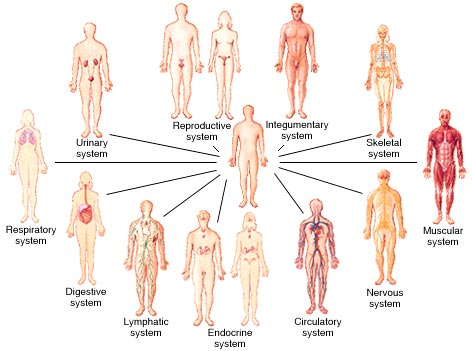 Urinary
system
Reproductive
system
Integumentary
system
Skeletal
system
Respiratory
system
Muscular
system
Digestive
system
Lymphatic
system
Endocrine
system
Circulatory
system
Nervous
system